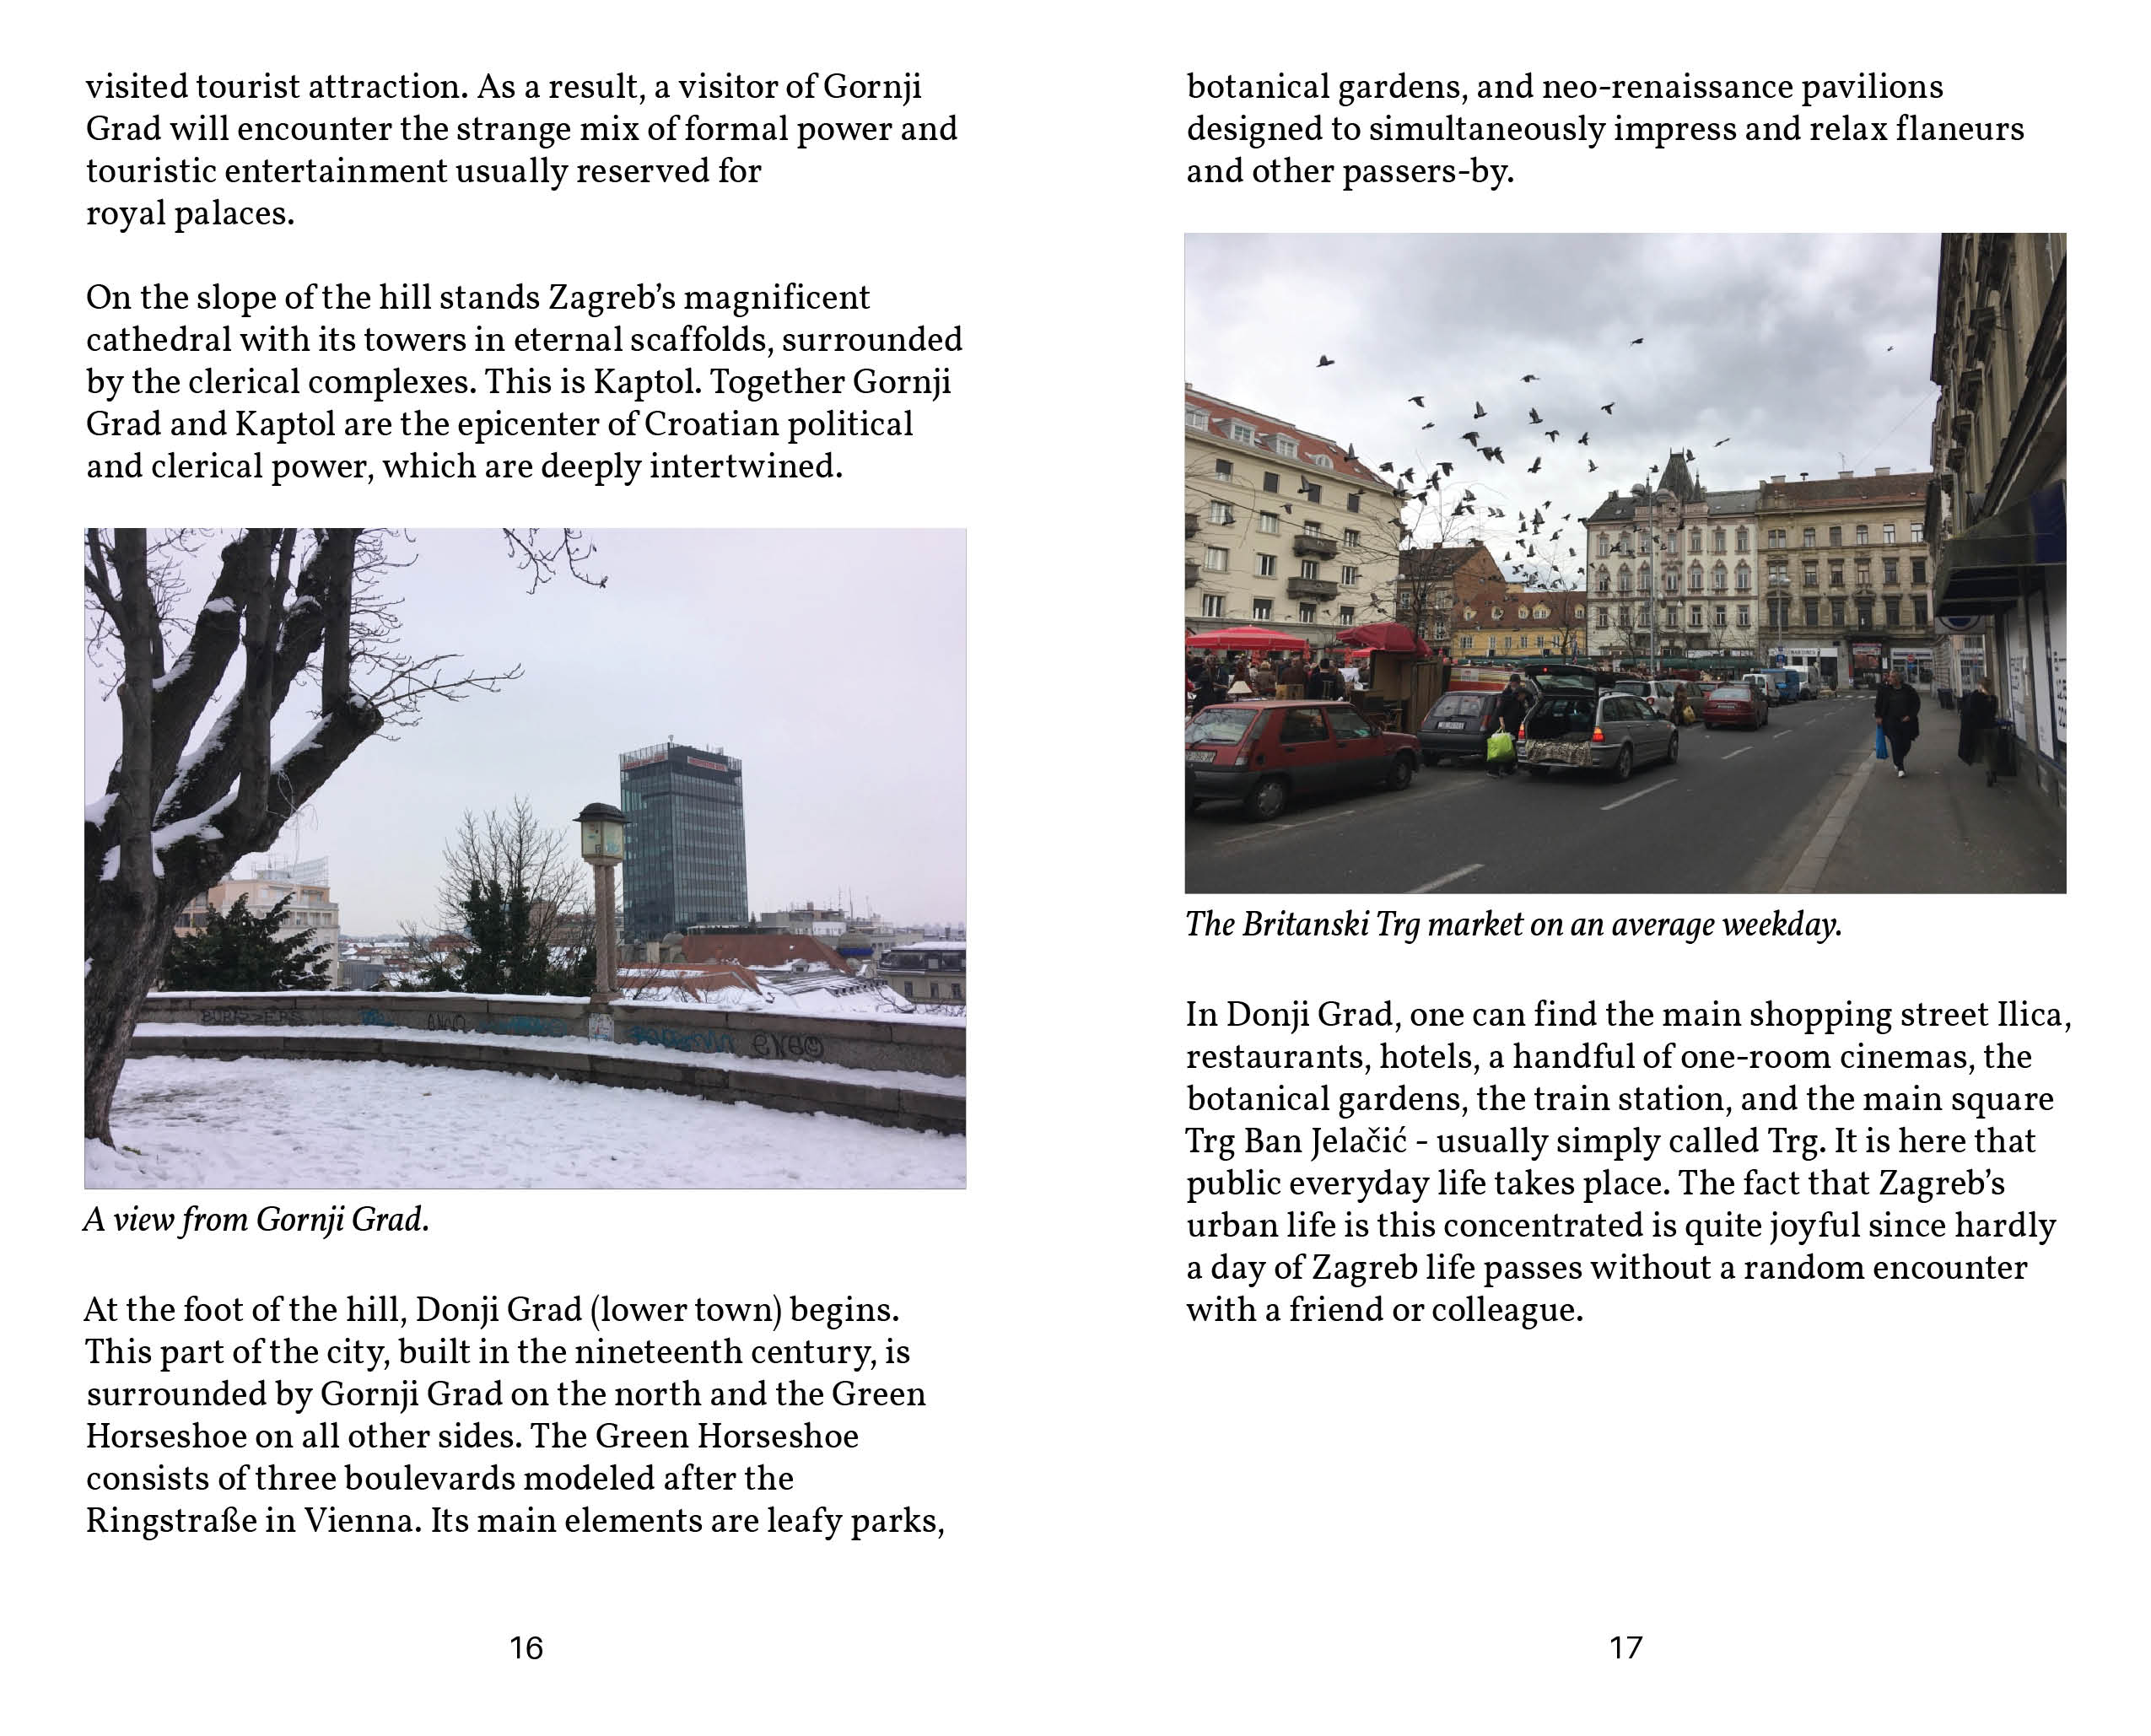 visited tourist attraction. As a result, a visitor of Gornji
Grad will encounter the strange mix of formal power and
touristic entertainment usually reserved for
royal palaces.
On the slope of the hill stands Zagreb’s magnificent
cathedral with its towers in eternal scaffolds, surrounded
by the clerical complexes. This is Kaptol. Together Gornji
Grad and Kaptol are the epicenter of Croatian political
and clerical power, which are deeply intertwined.
A view from Gornji Grad.
At the foot of the hill, Donji Grad (lower town) begins.
This part of the city, built in the nineteenth century, is
surrounded by Gornji Grad on the north and the Green
Horseshoe on all other sides. The Green Horseshoe
consists of three boulevards modeled after the
Ringstraße in Vienna. Its main elements are leafy parks,
16
botanical gardens, and neo-renaissance pavilions
designed to simultaneously impress and relax flaneurs
and other passers-by.
The Britanski Trg market on an average weekday.
In Donji Grad, one can find the main shopping street Ilica,
restaurants, hotels, a handful of one-room cinemas, the
botanical gardens, the train station, and the main square
Trg Ban Jelačić - usually simply called Trg. It is here that
public everyday life takes place. The fact that Zagreb’s
urban life is this concentrated is quite joyful since hardly
a day of Zagreb life passes without a random encounter
with a friend or colleague.
17